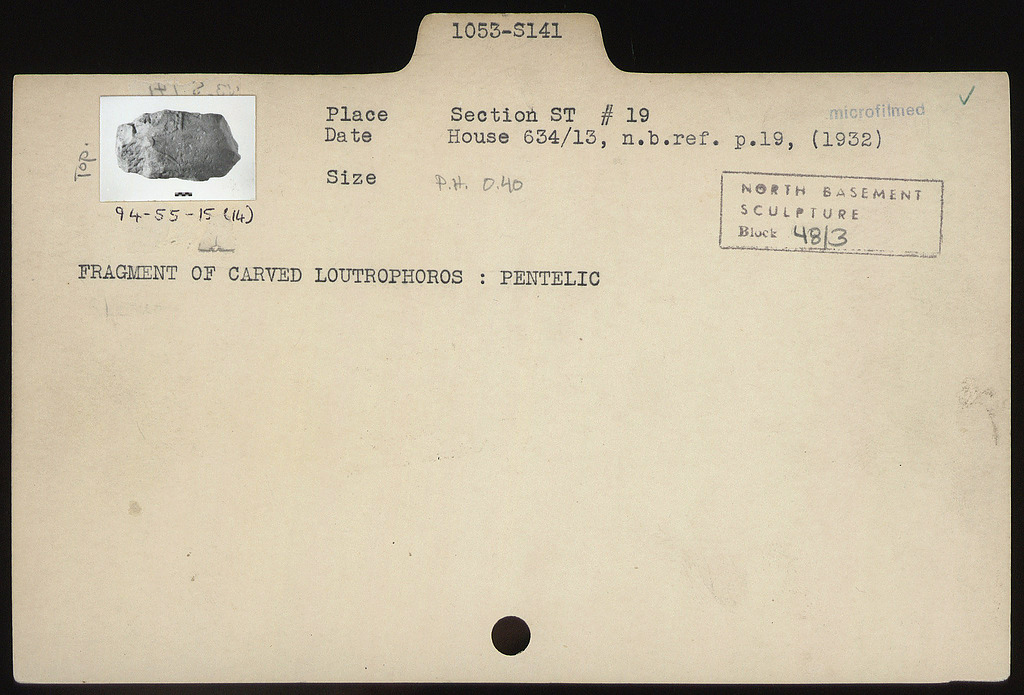 1053-S141
microfilmed
Place Section ST # 19
Date House 634/13, n.b.ref. p.19, (1932)
Size P.H. 0.40
Top.
94-55-15 (14)
NORTH BASEMENT
SCULPTURE
Block 48/3
FRAGMENT OF CARVED LOUTROPHOROS : PENTELIC